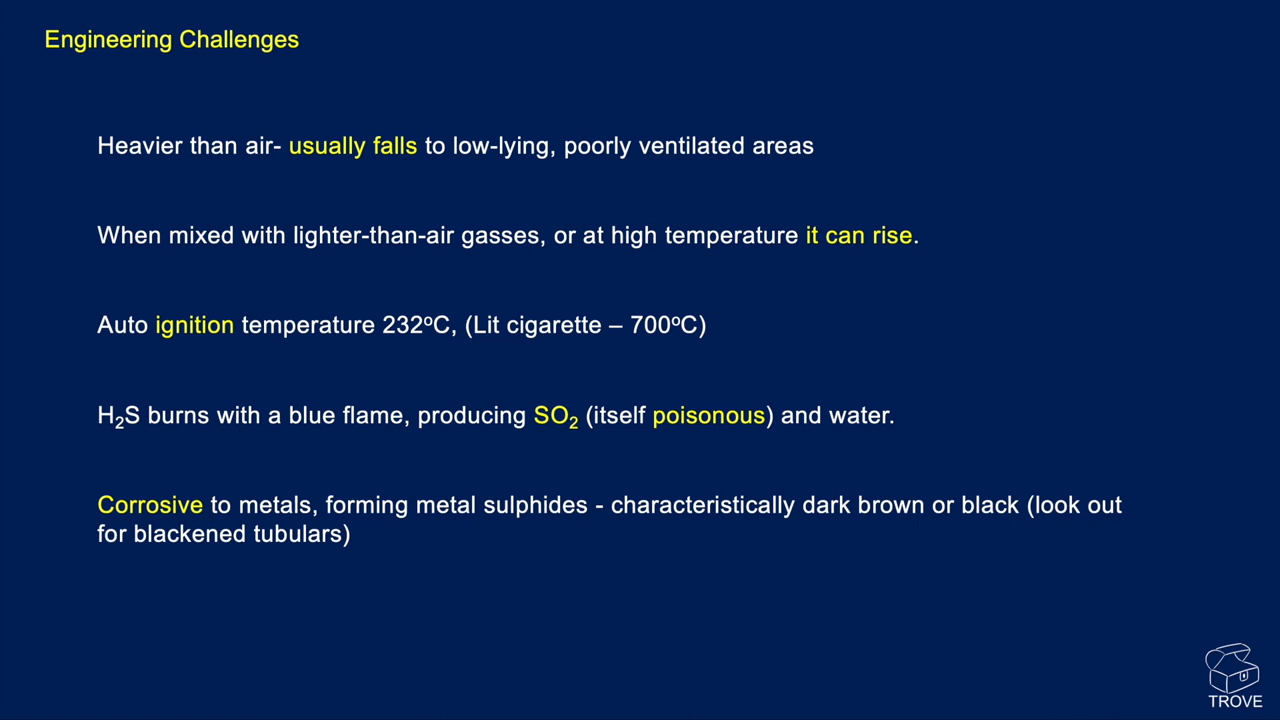 Engineering Challenges
Heavier than air- usually falls to low-lying, poorly ventilated areas
When mixed with lighter-than-air gasses, or at high temperature it can rise.
Auto ignition temperature 232ºC, (Lit cigarette – 700ºC)
H₂S burns with a blue flame, producing SO₂ (itself poisonous) and water.
Corrosive to metals, forming metal sulphides - characteristically dark brown or black (look out
for blackened tubulars)
TROVE